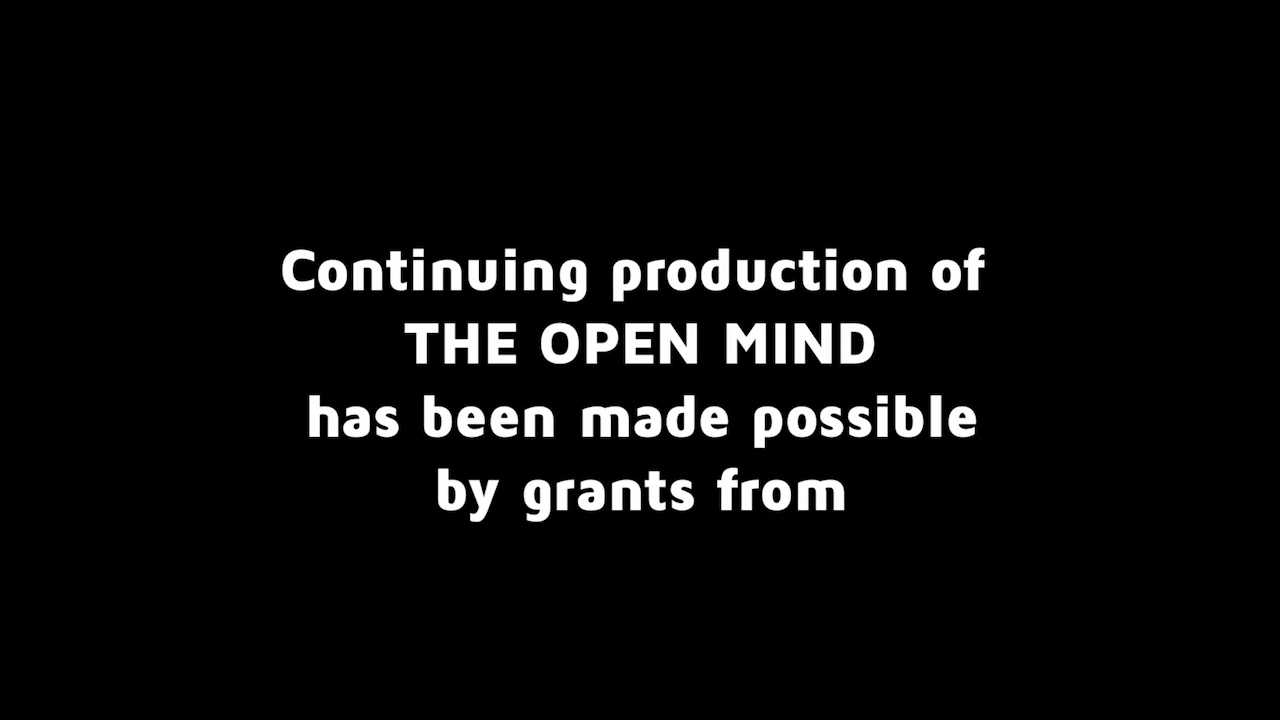 Continuing production of
THE OPEN MIND
has been made possible
by grants from